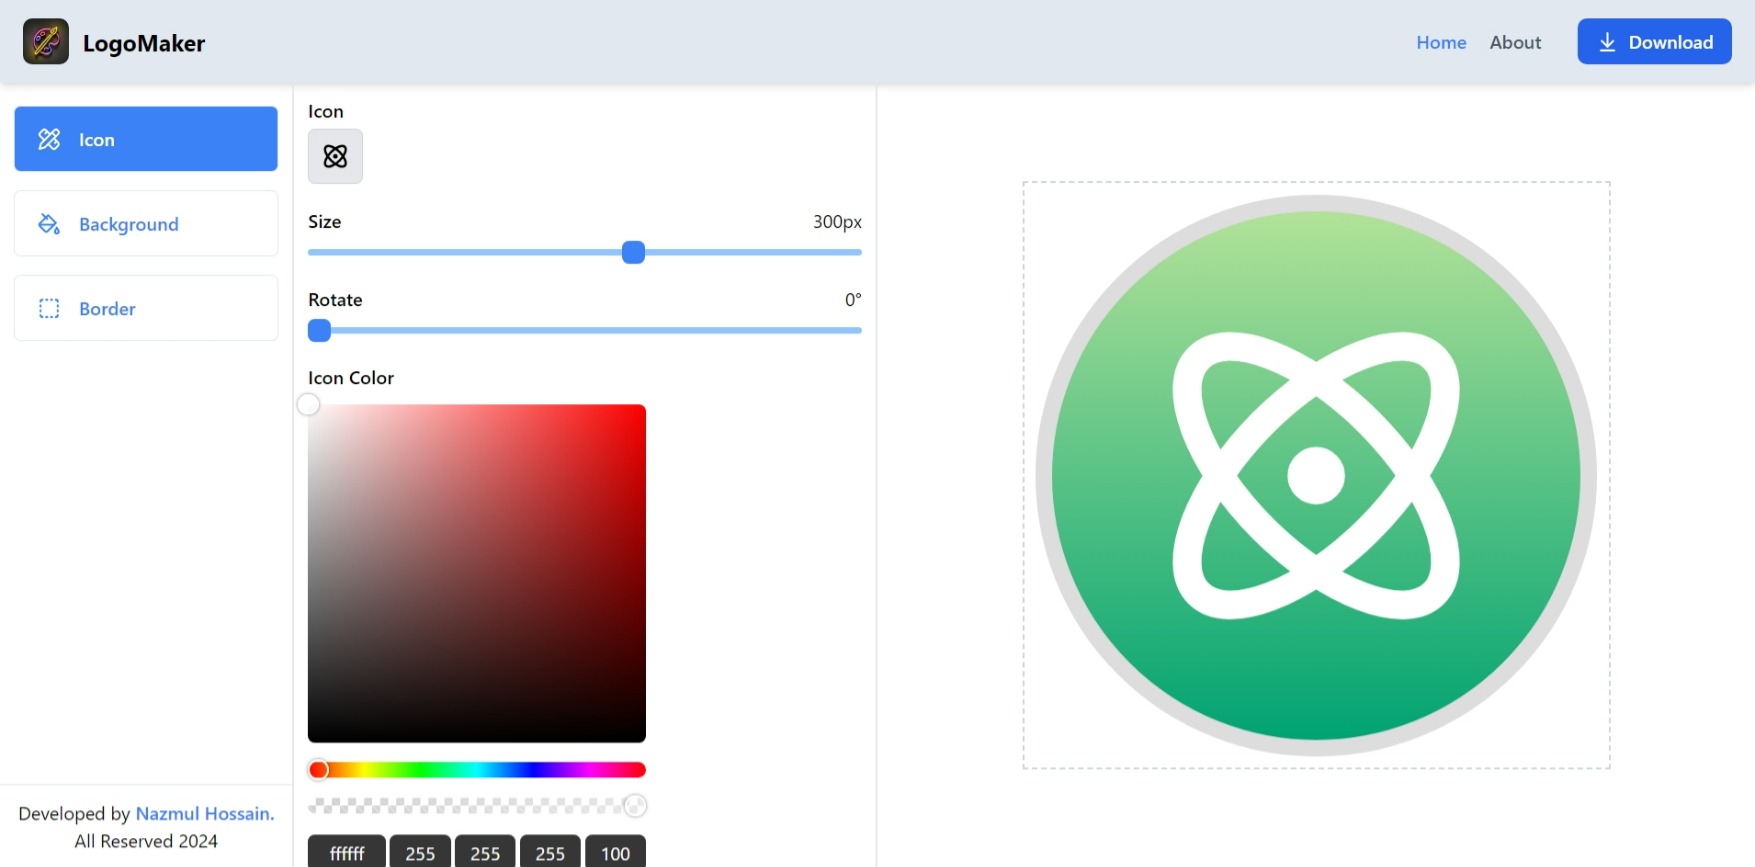 LogoMaker
Home
About
Download
Icon
Background
Border
Developed by Nazmul Hossain.
All Reserved 2024
Icon
Size
300px
Rotate
0°
Icon Color
ffffff
255
255
255
100